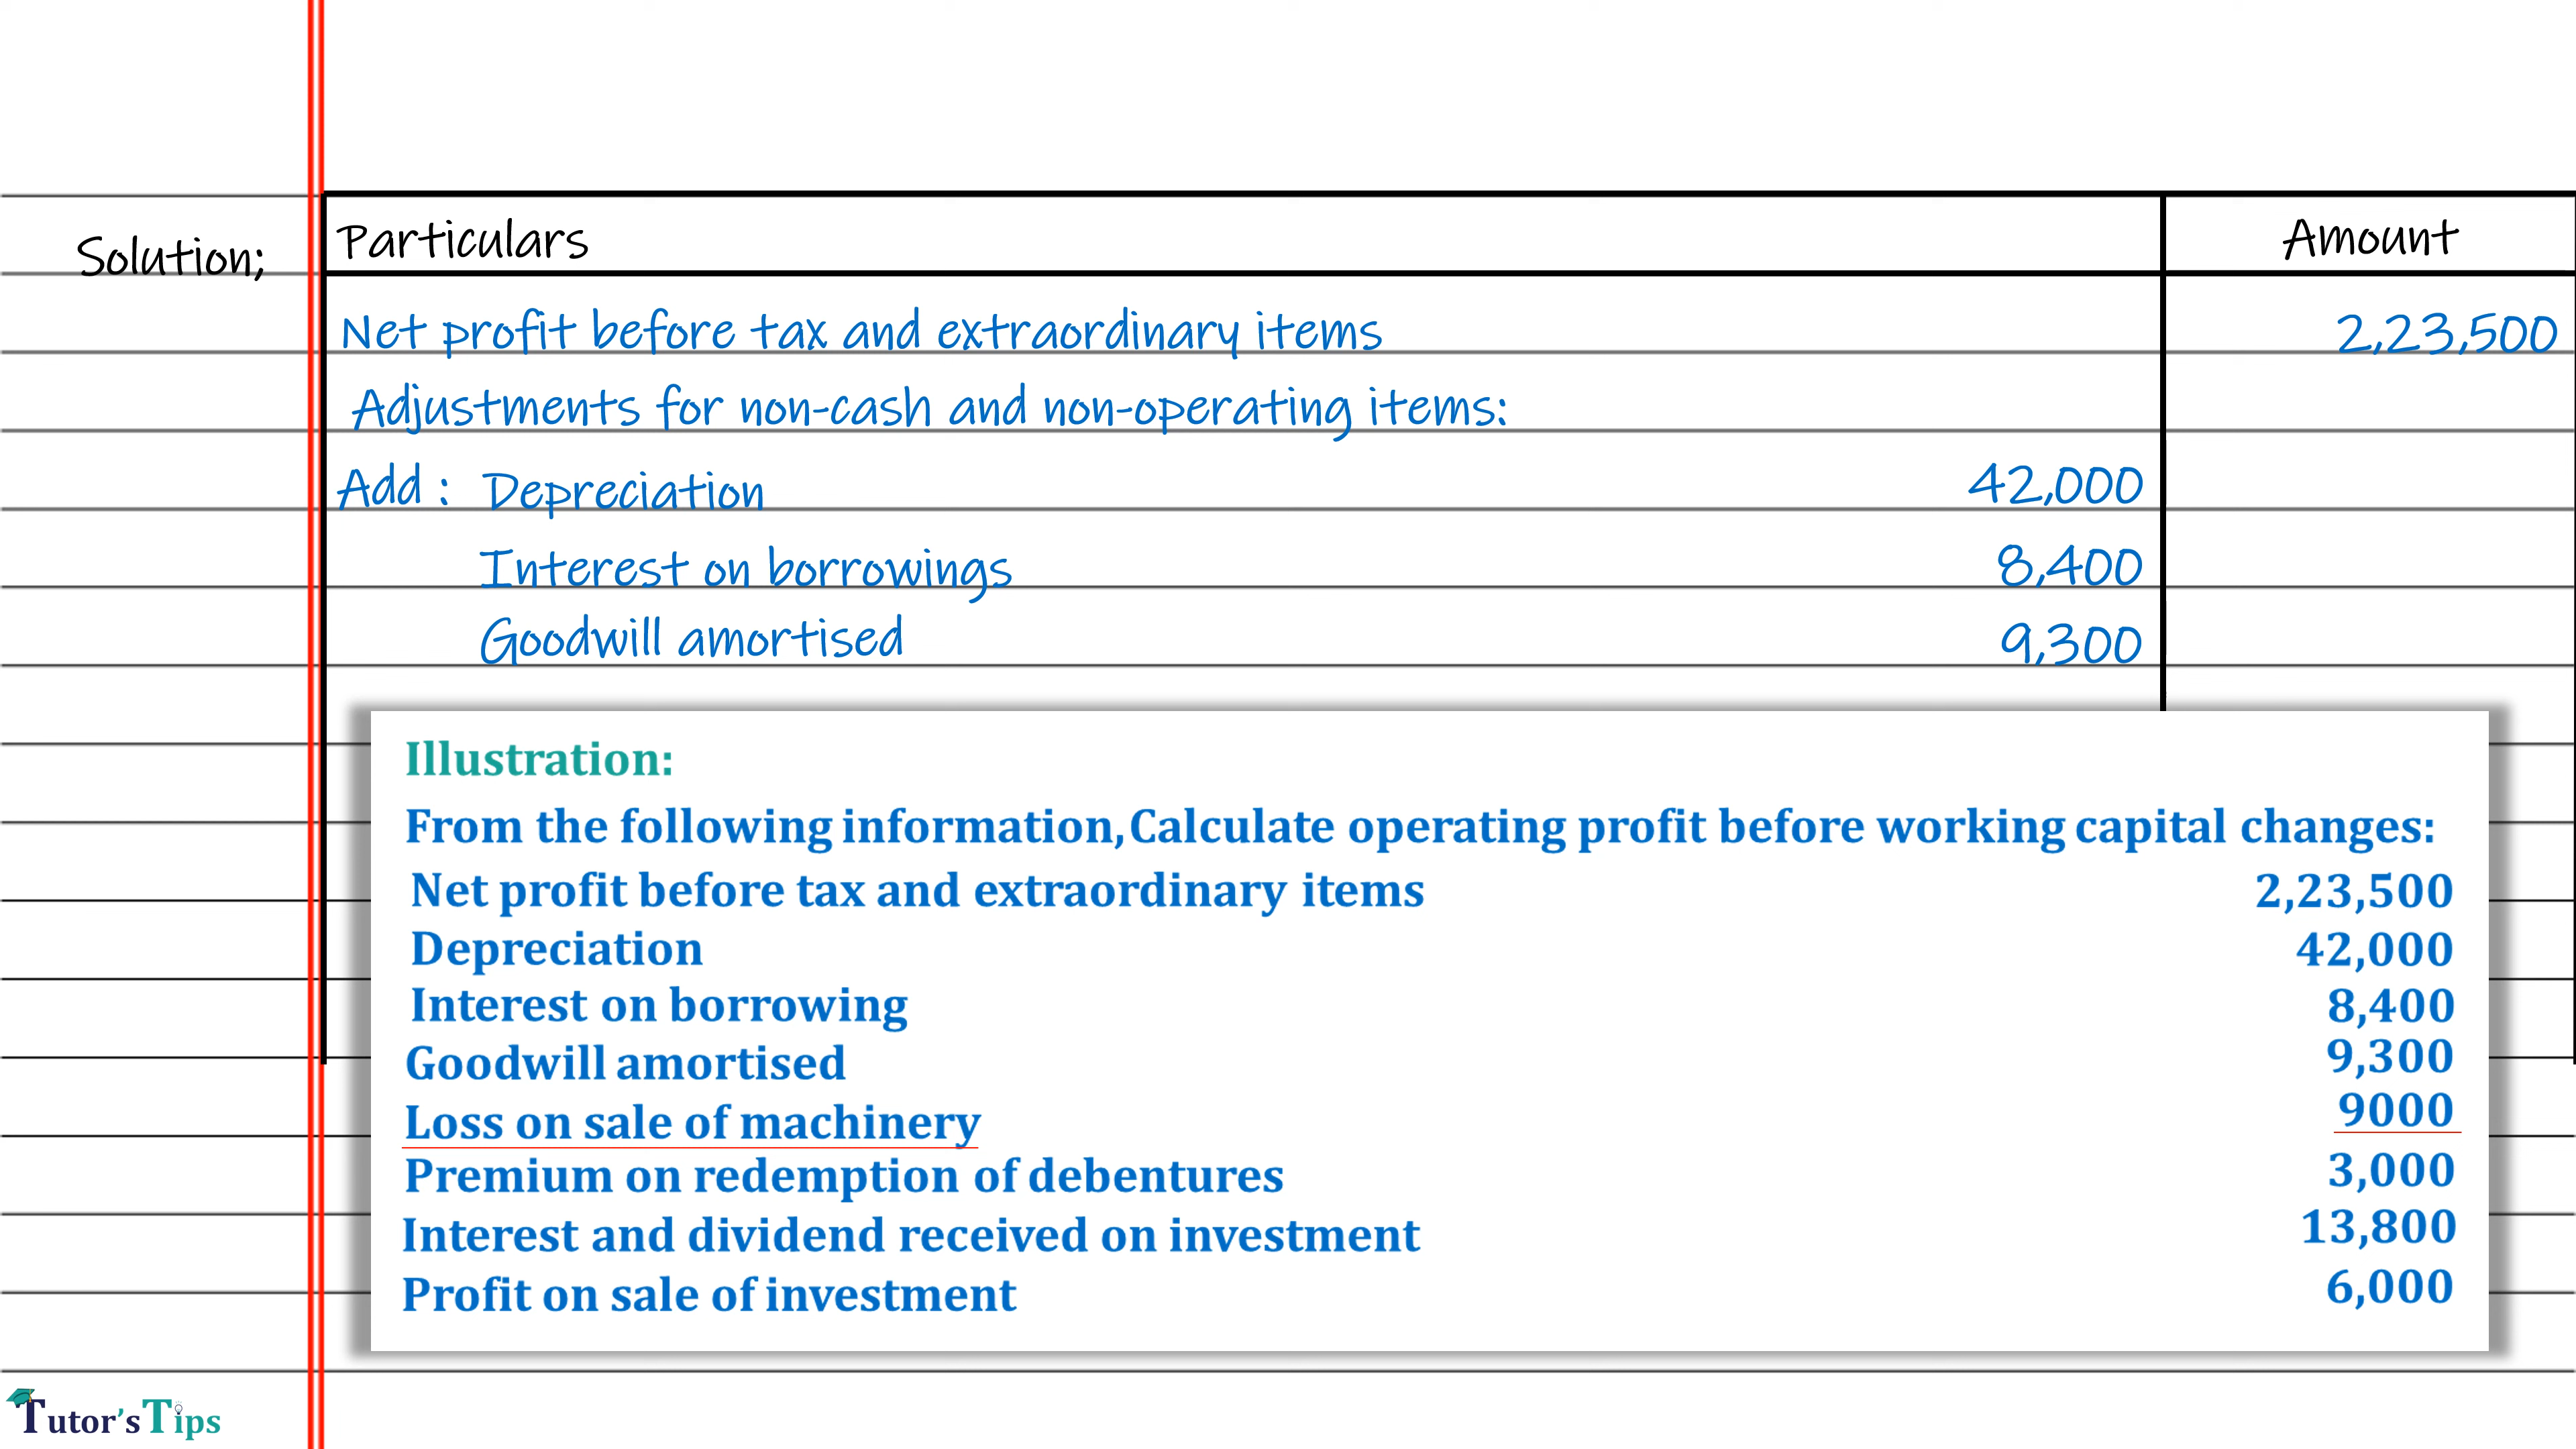 Solution;
Particulars Amount
Net profit before tax and extraordinary items 2,23,500
Adjustments for non-cash and non-operating items:
Add : Depreciation 42,000
Interest on borrowings 8,400
Goodwill amortised 9,300
Illustration:
From the following information,Calculate operating profit before working capital changes:
Net profit before tax and extraordinary items 2,23,500
Depreciation 42,000
Interest on borrowing 8,400
Goodwill amortised 9,300
Loss on sale of machinery 9000
Premium on redemption of debentures 3,000
Interest and dividend received on investment 13,800
Profit on sale of investment 6,000
Tutor'sTips